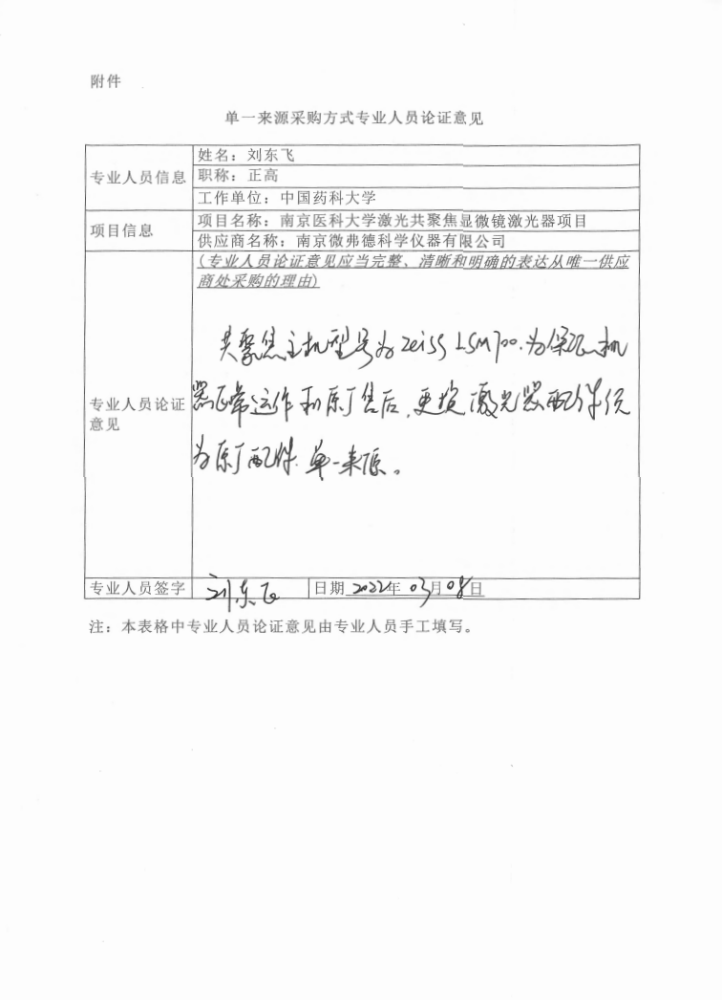 附件
单一来源采购方式专业人员论证意见
专业人员信息
姓名：刘东飞
职称：正高
工作单位：中国药科大学
项目信息
项目名称：南京医科大学激光共聚焦显微镜激光器项目
供应商名称：南京微弗德科学仪器有限公司
专业人员论证
意见
(专业人员论证意见应当完整、清晰和明确的表达从唯一供应
商处采购的理由)
共聚焦主机型号为 Zeiss LSM700. 为保证机
器正常运作和原厂售后，更换激光器配件须
为原厂配件. 单一来源。
专业人员签字 刘东飞 日期 2022年 03月 08日
注：本表格中专业人员论证意见由专业人员手工填写。